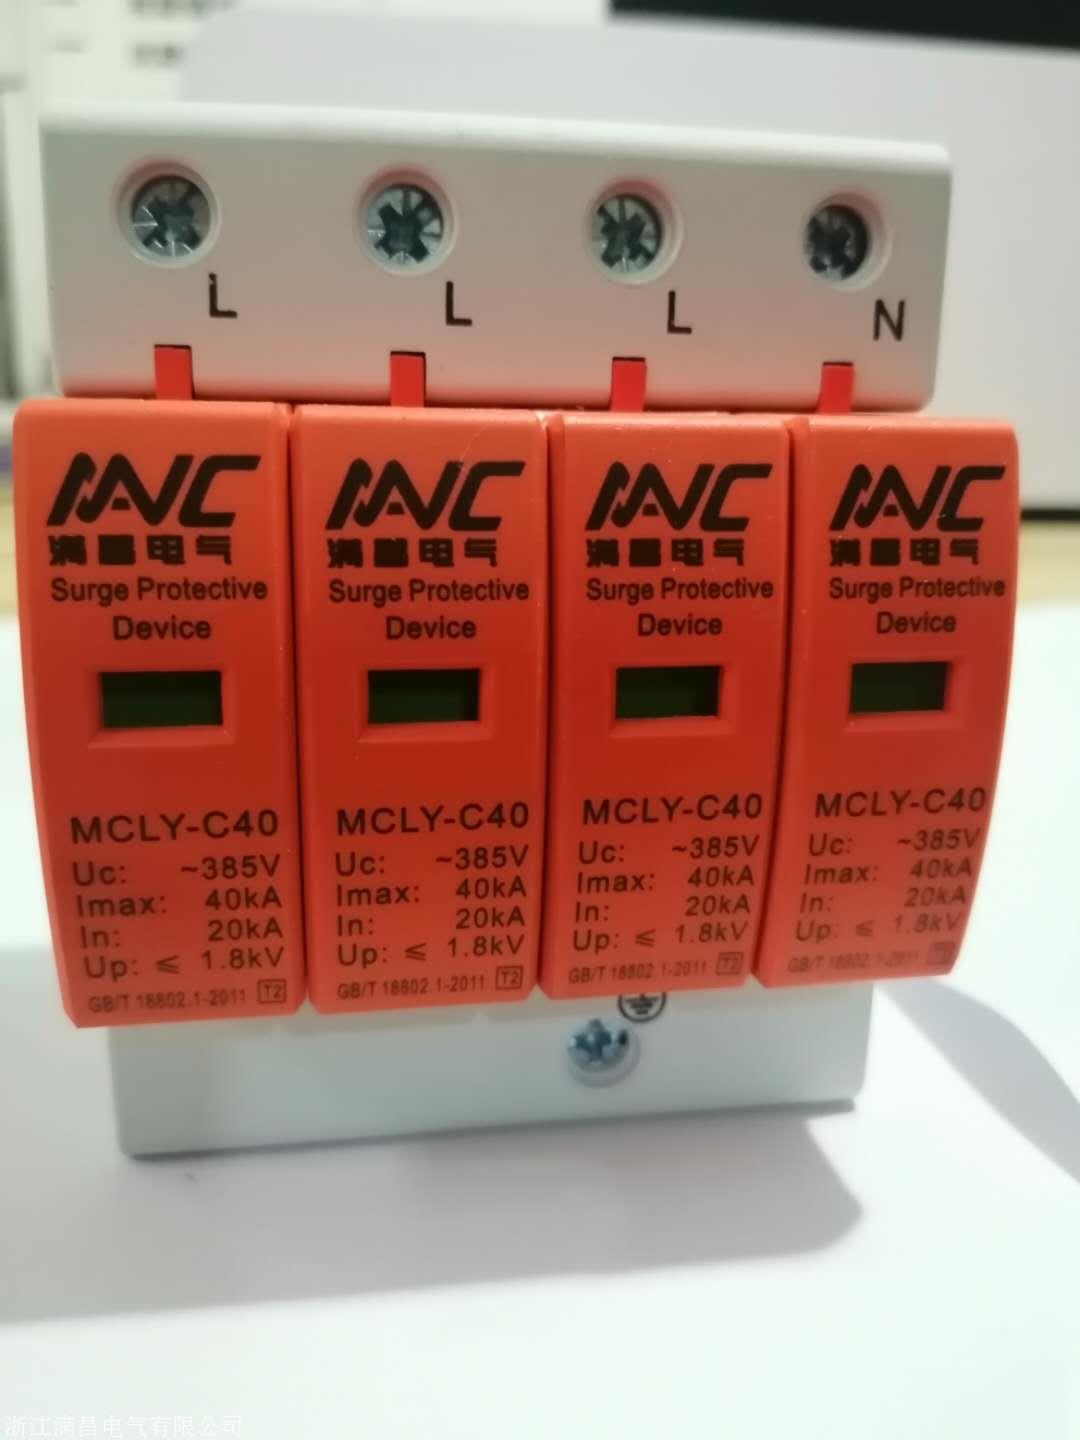 L
L
L
N
MNC
满昌电气
Surge Protective
Device
MCLY-C40
Uc: ~385V
Imax: 40kA
In: 20kA
Up: ≤ 1.8kV
GB/T 18802.1-2011 T2
MNC
满昌电气
Surge Protective
Device
MCLY-C40
Uc: ~385V
Imax: 40kA
In: 20kA
Up: ≤ 1.8kV
GB/T 18802.1-2011 T2
MNC
满昌电气
Surge Protective
Device
MCLY-C40
Uc: ~385V
Imax: 40kA
In: 20kA
Up: ≤ 1.8kV
GB/T 18802.1-2011 T2
MNC
满昌电气
Surge Protective
Device
MCLY-C40
Uc: ~385V
Imax: 40kA
In: 20kA
Up: ≤ 1.8kV
GB/T 18802.1-2011 T2
浙江满昌电气有限公司